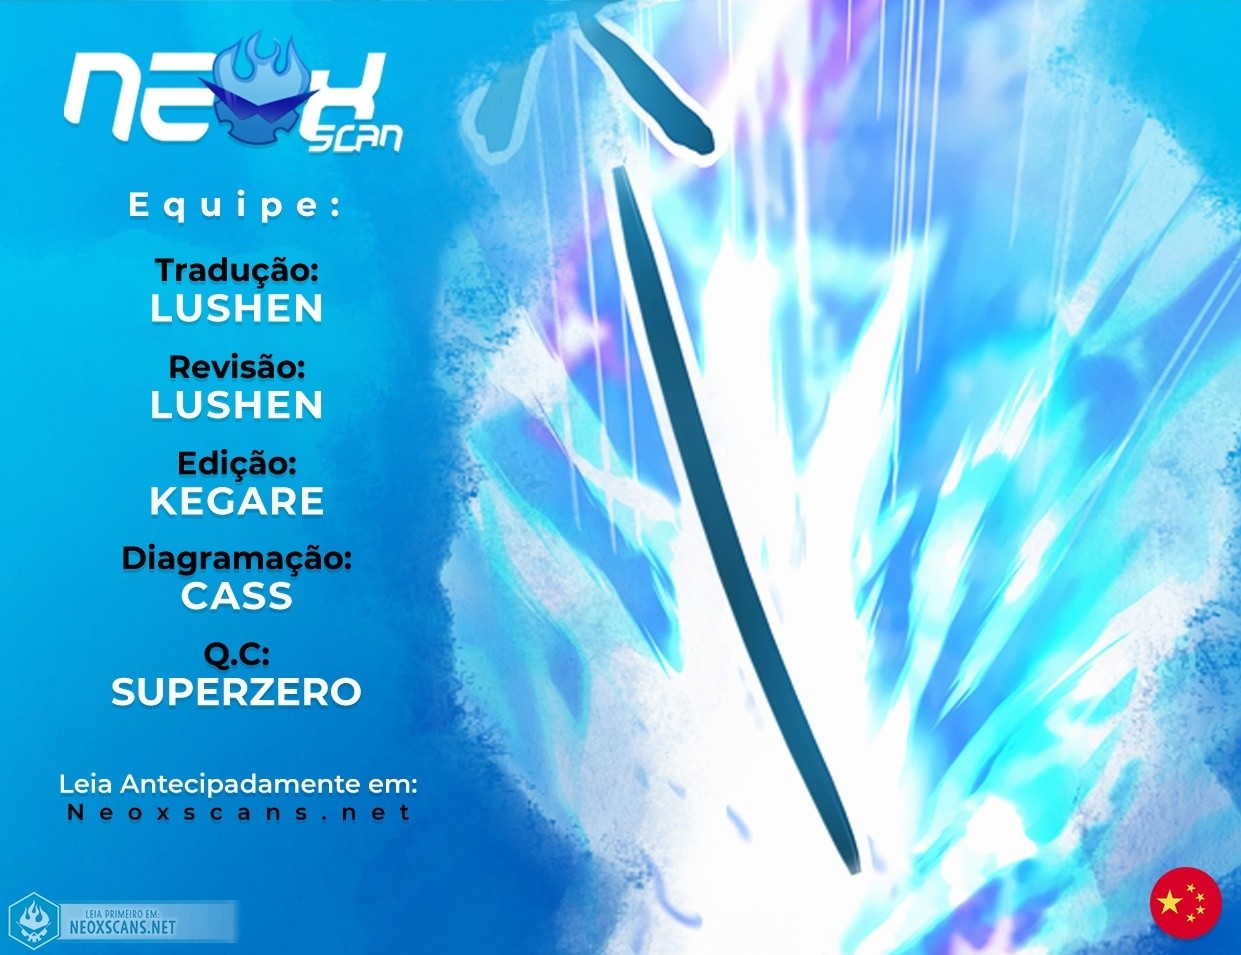 NEOX
SCAN
Equipe:
Tradução:
LUSHEN
Revisão:
LUSHEN
Edição:
KEGARE
Diagramação:
CASS
Q.C:
SUPERZERO
Leia Antecipadamente em:
Neoxscans.net
LEIA PRIMEIRO EM:
NEOXSCANS.NET